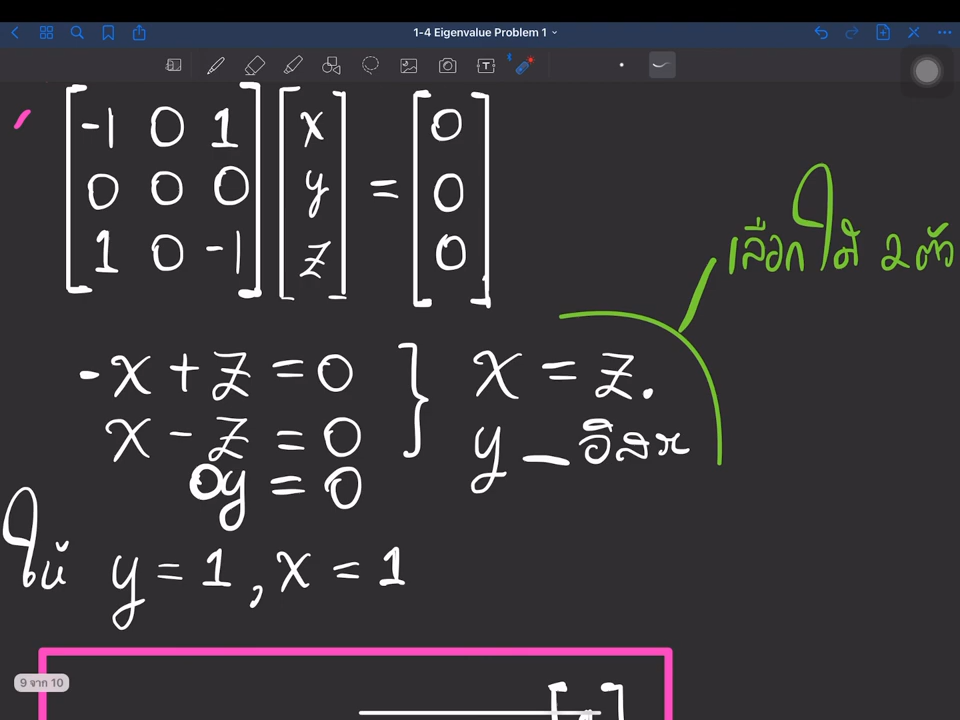 1-4 Eigenvalue Problem 1
[-1 0 1] [x] = [0]
[0 0 0] [y] [0]
[1 0 -1] [z] [0]
เลือกได้ 2 ตัว
-x + z = 0 } x = z.
x - z = 0 y - อิสระ
0y = 0
ให้ y = 1, x = 1
9 จาก 10